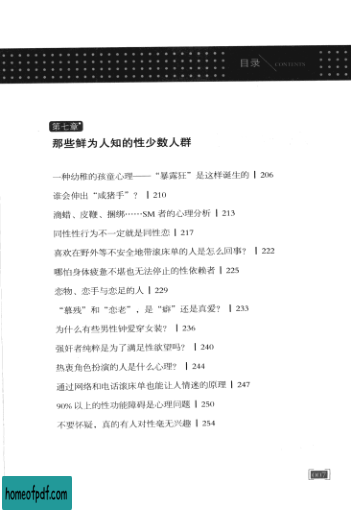 目录
CONTENTS
第七章
那些鲜为人知的性少数人群
一种幼稚的孩童心理——“暴露狂”是这样诞生的 | 206
谁会伸出“咸猪手”？ | 210
滴蜡、皮鞭、捆绑……SM者的心理分析 | 213
同性性行为不一定就是同性恋 | 217
喜欢在野外等不安全地带滚床单的人是怎么回事？ | 222
哪怕身体疲惫不堪也无法停止的性依赖者 | 225
恋物、恋手与恋足的人 | 229
“慕残”和“恋老”，是“癖”还是真爱？ | 233
为什么有些男性钟爱穿女装？ | 236
强奸者纯粹是为了满足性欲望吗？ | 240
热衷角色扮演的人是什么心理？ | 244
通过网络和电话滚床单也能让人情迷的原理 | 247
90%以上的性功能障碍是心理问题 | 250
不要怀疑，真的有人对性毫无兴趣 | 254
homeofpdf.com